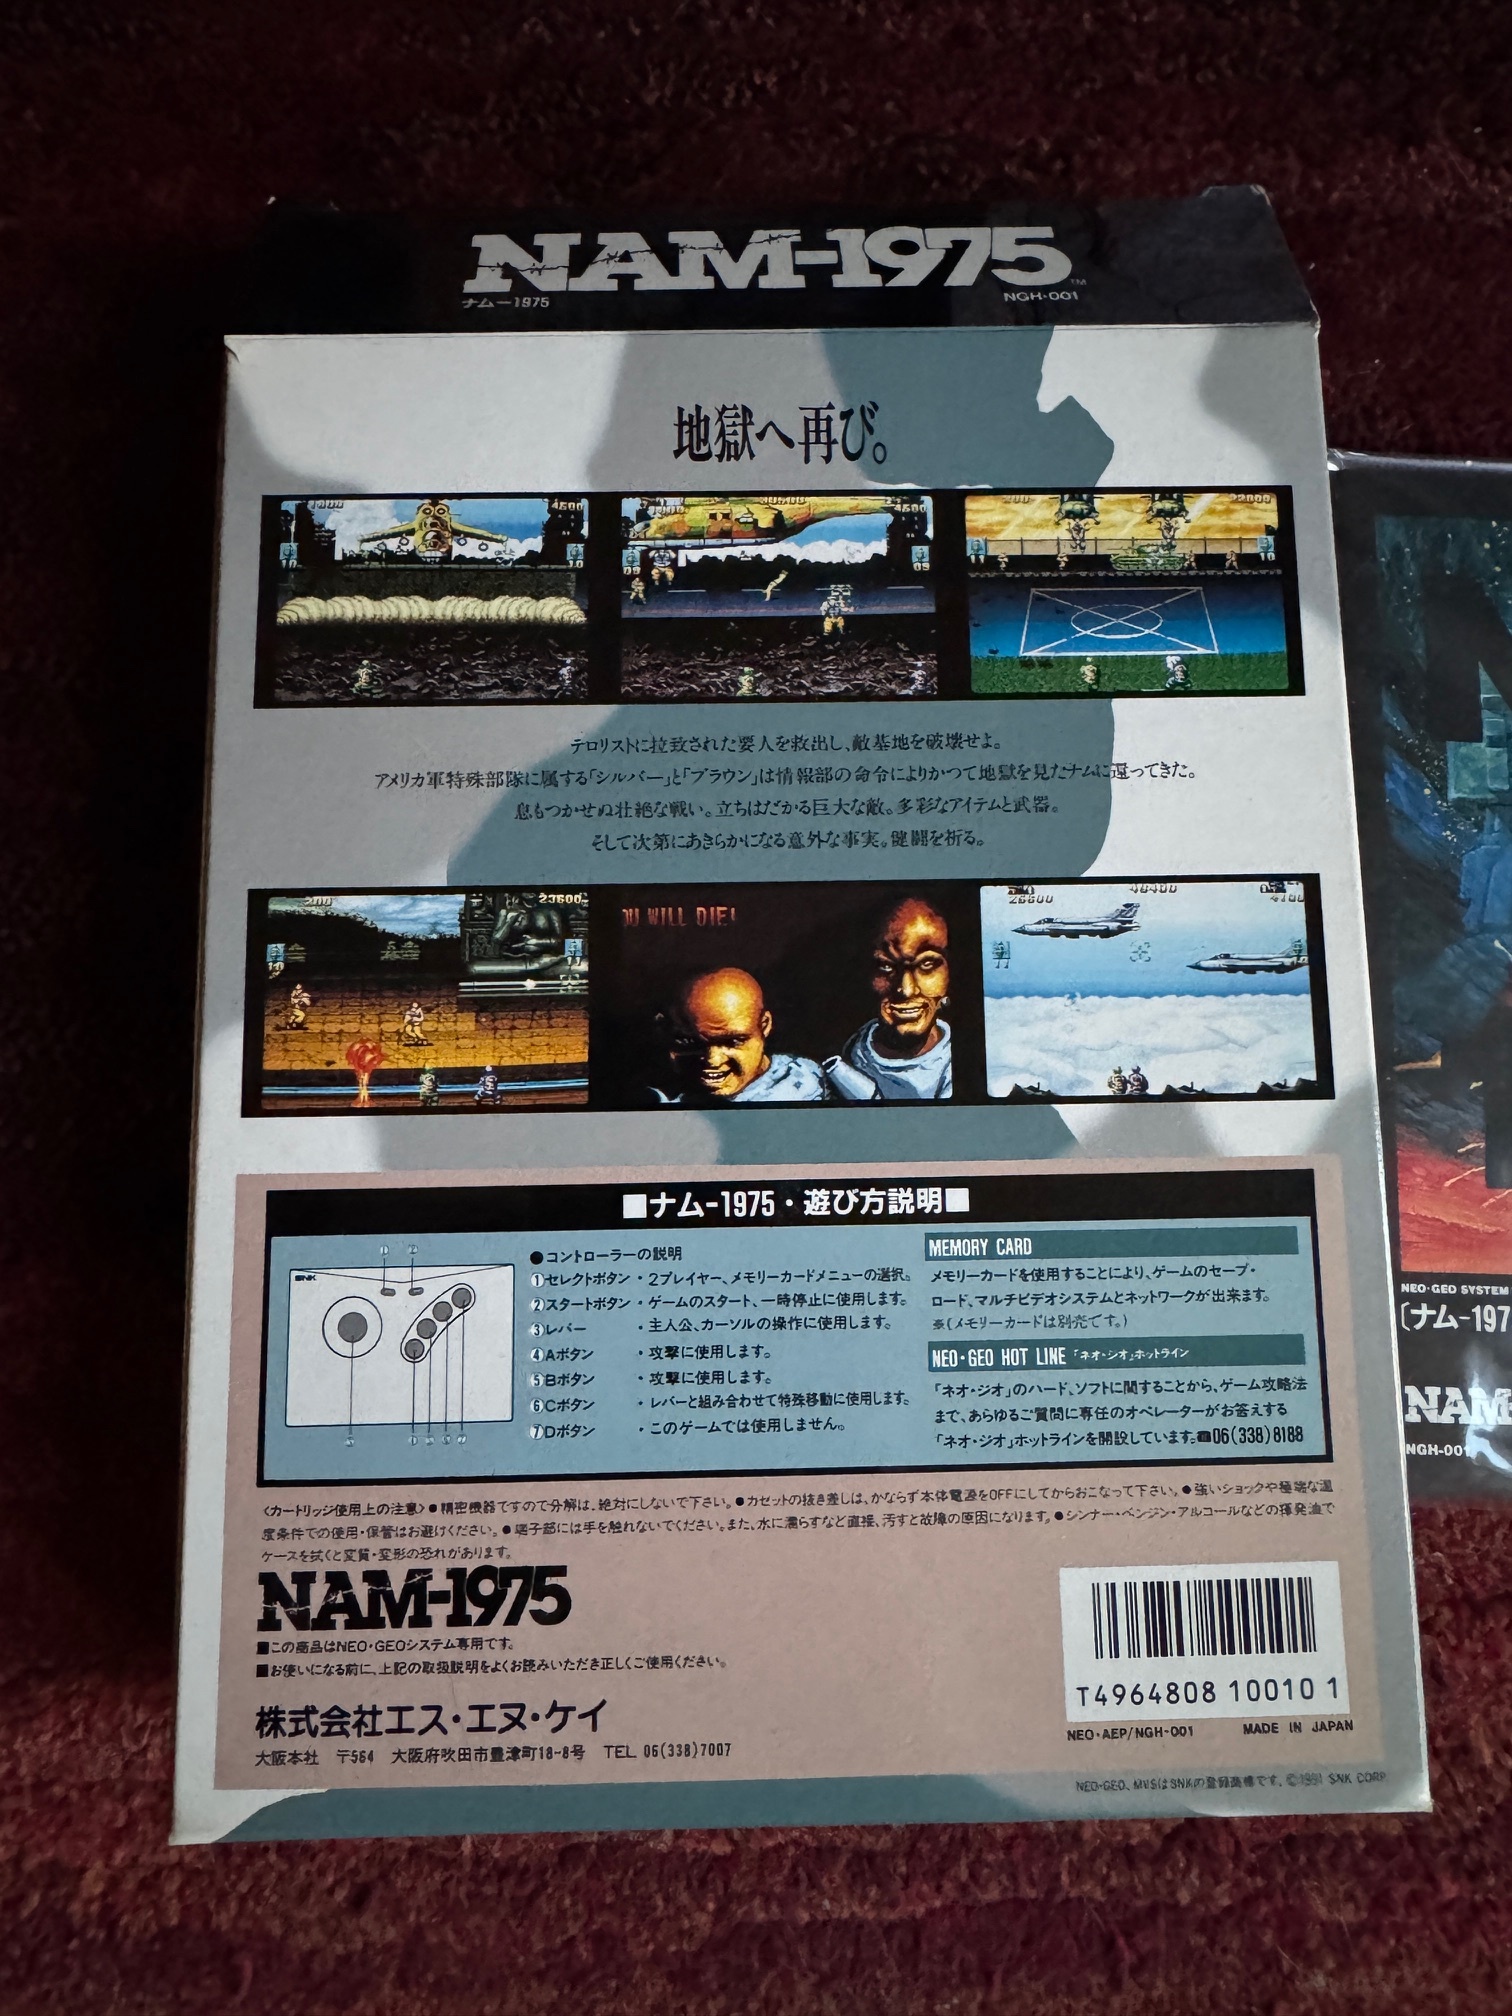 NAM-1975™
ナム－1975
NGH-001
地獄へ再び。
4500
4500
200
22000
テロリストに拉致された要人を救出し、敵基地を破壊せよ。
アメリカ軍特殊部隊に属する「シルバー」と「ブラウン」は情報部の命令によりかつて地獄を見たナムに還ってきた。
息もつかせぬ壮絶な戦い。立ちはだかる巨大な敵。多彩なアイテムと武器。
そして次第にあきらかになる意外な事実。健闘を祈る。
200
23600
OU WILL DIE!
26600
46400
4100
■ナム-1975・遊び方説明■
SNK
●コントローラーの説明
①セレクトボタン・2プレイヤー、メモリーカードメニューの選択。
②スタートボタン・ゲームのスタート、一時停止に使用します。
③レバー ・主人公、カーソルの操作に使用します。
④Aボタン ・攻撃に使用します。
⑤Bボタン ・攻撃に使用します。
⑥Cボタン ・レバーと組み合わせて特殊移動に使用します。
⑦Dボタン ・このゲームでは使用しません。
MEMORY CARD
メモリーカードを使用することにより、ゲームのセーブ・
ロード、マルチビデオシステムとネットワークが出来ます。
※(メモリーカードは別売です。)
NEO・GEO HOT LINE 「ネオ・ジオ」ホットライン
「ネオ・ジオ」のハード、ソフトに関することから、ゲーム攻略法
まで、あらゆるご質問に専任のオペレーターがお答えする
「ネオ・ジオ」ホットラインを開設しています。☎06(338)8188
〈カートリッジ使用上の注意〉●精密機器ですので分解は、絶対にしないで下さい。●カセットの抜き差しは、かならず本体電源をOFFにしてからおこなって下さい。●強いショックや極端な温
度条件での使用・保管はお避けください。●端子部には手を触れないでください。また、水に濡らすなど直接、汚すと故障の原因になります。●シンナー・ベンジン・アルコールなどの揮発油で
ケースを拭くと変質・変形の恐れがあります。
NAM-1975
■この商品はNEO・GEOシステム専用です。
■お使いになる前に、上記の取扱説明をよくお読みいただき正しくご使用ください。
株式会社エス・エヌ・ケイ
大阪本社 〒564 大阪府吹田市豊津町18-8号 TEL 06(338)7007
T4964808 10010 1
NEO・AEP/NGH-001 MADE IN JAPAN
NEO-GEO、MVSはSNKの登録商標です。©1991 SNK CORP.
NEO・GEO SYSTEM
〔ナム-197
NAM
NGH-001